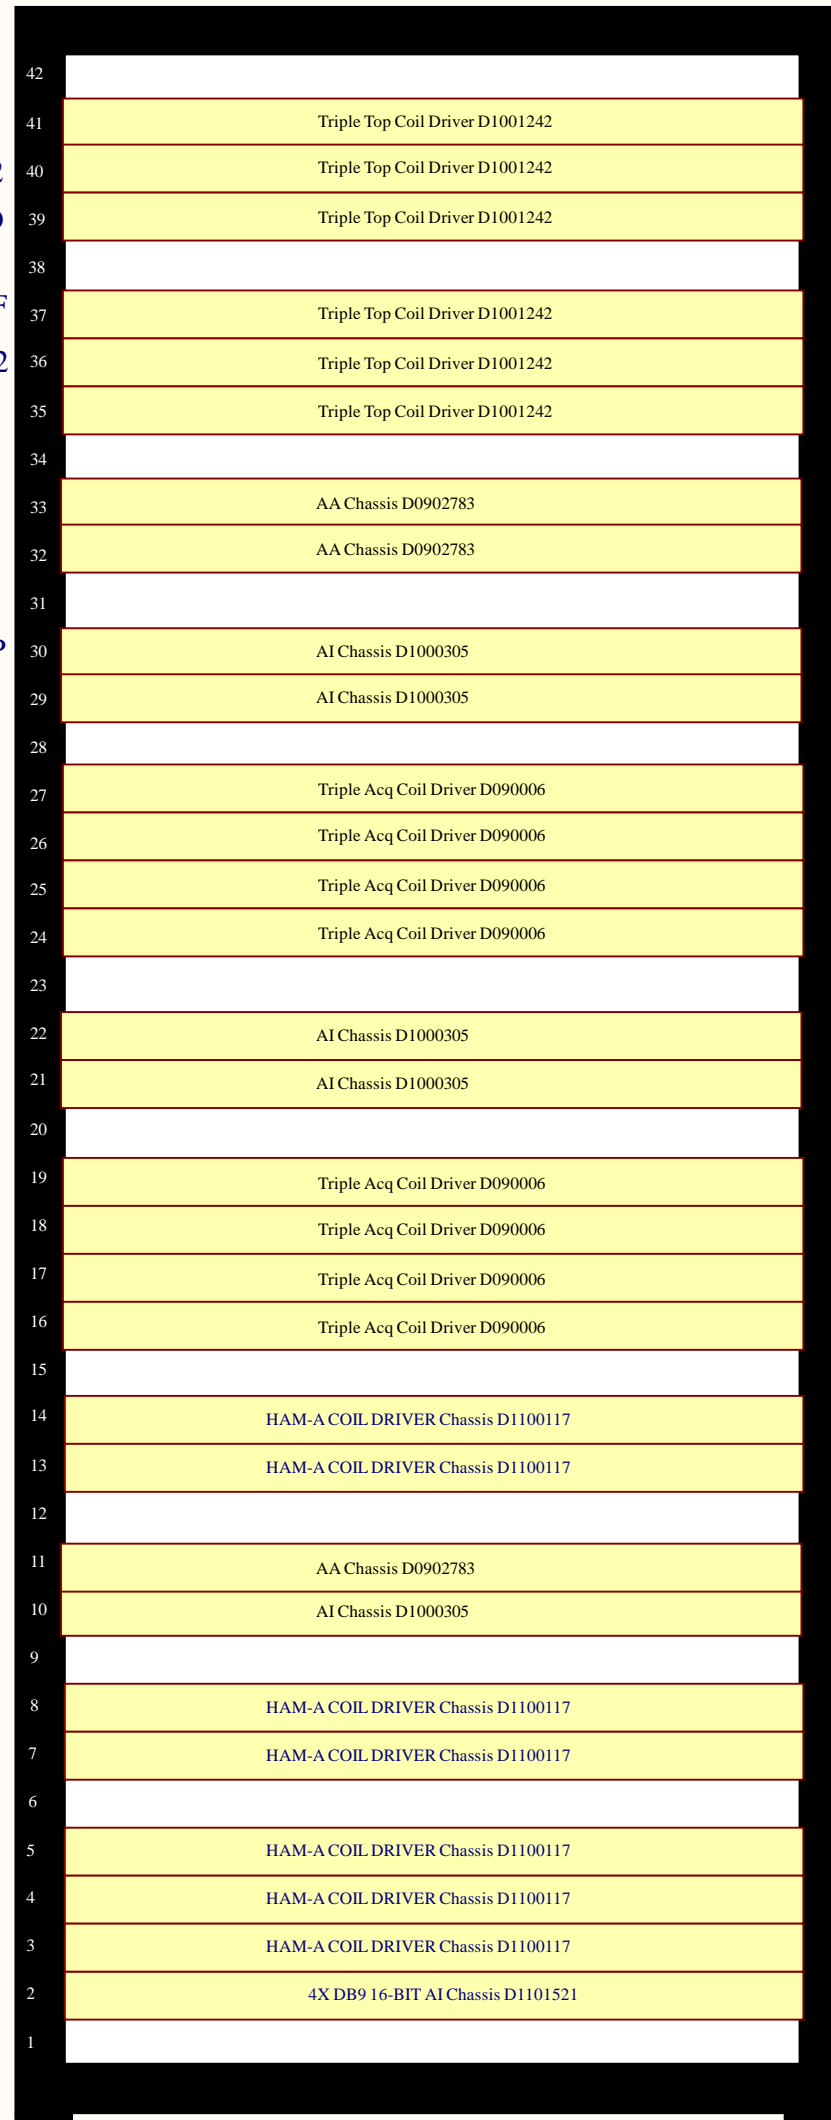 42
41 Triple Top Coil Driver D1001242
40 Triple Top Coil Driver D1001242
39 Triple Top Coil Driver D1001242
38
37 Triple Top Coil Driver D1001242
36 Triple Top Coil Driver D1001242
35 Triple Top Coil Driver D1001242
34
33 AA Chassis D0902783
32 AA Chassis D0902783
31
30 AI Chassis D1000305
29 AI Chassis D1000305
28
27 Triple Acq Coil Driver D090006
26 Triple Acq Coil Driver D090006
25 Triple Acq Coil Driver D090006
24 Triple Acq Coil Driver D090006
23
22 AI Chassis D1000305
21 AI Chassis D1000305
20
19 Triple Acq Coil Driver D090006
18 Triple Acq Coil Driver D090006
17 Triple Acq Coil Driver D090006
16 Triple Acq Coil Driver D090006
15
14 HAM-A COIL DRIVER Chassis D1100117
13 HAM-A COIL DRIVER Chassis D1100117
12
11 AA Chassis D0902783
10 AI Chassis D1000305
9
8 HAM-A COIL DRIVER Chassis D1100117
7 HAM-A COIL DRIVER Chassis D1100117
6
5 HAM-A COIL DRIVER Chassis D1100117
4 HAM-A COIL DRIVER Chassis D1100117
3 HAM-A COIL DRIVER Chassis D1100117
2 4X DB9 16-BIT AI Chassis D1101521
1